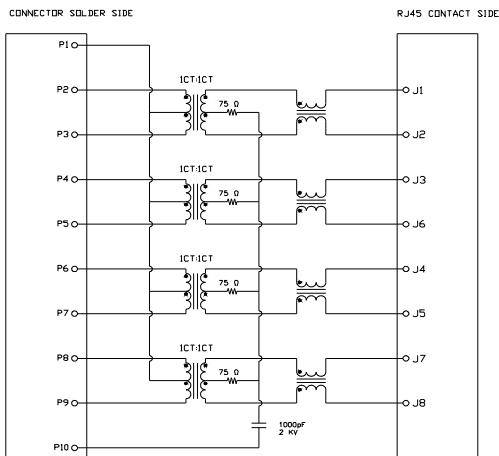 CONNECTOR SOLDER SIDE
RJ45 CONTACT SIDE
P1
1CT:1CT
P2
75 Ω
J1
P3
J2
1CT:1CT
P4
75 Ω
J3
P5
J6
1CT:1CT
P6
75 Ω
J4
P7
J5
1CT:1CT
P8
75 Ω
J7
P9
J8
1000pF
2 KV
P10